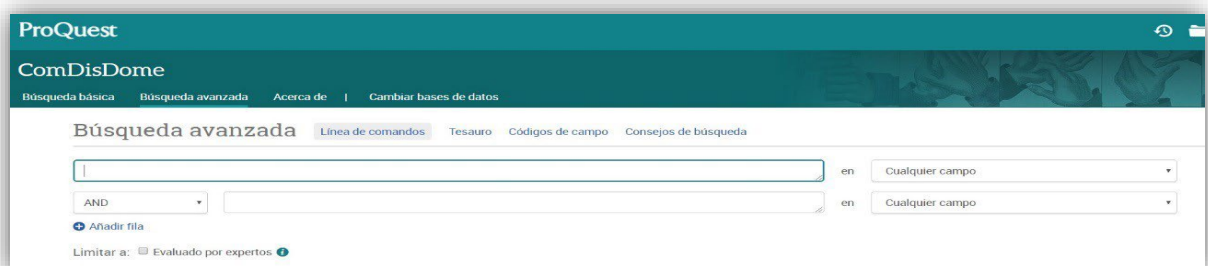 ProQuest
ComDisDome
Búsqueda básica Búsqueda avanzada Acerca de | Cambiar bases de datos
Búsqueda avanzada Línea de comandos Tesauro Códigos de campo Consejos de búsqueda
en Cualquier campo
AND en Cualquier campo
Añadir fila
Limitar a: Evaluado por expertos